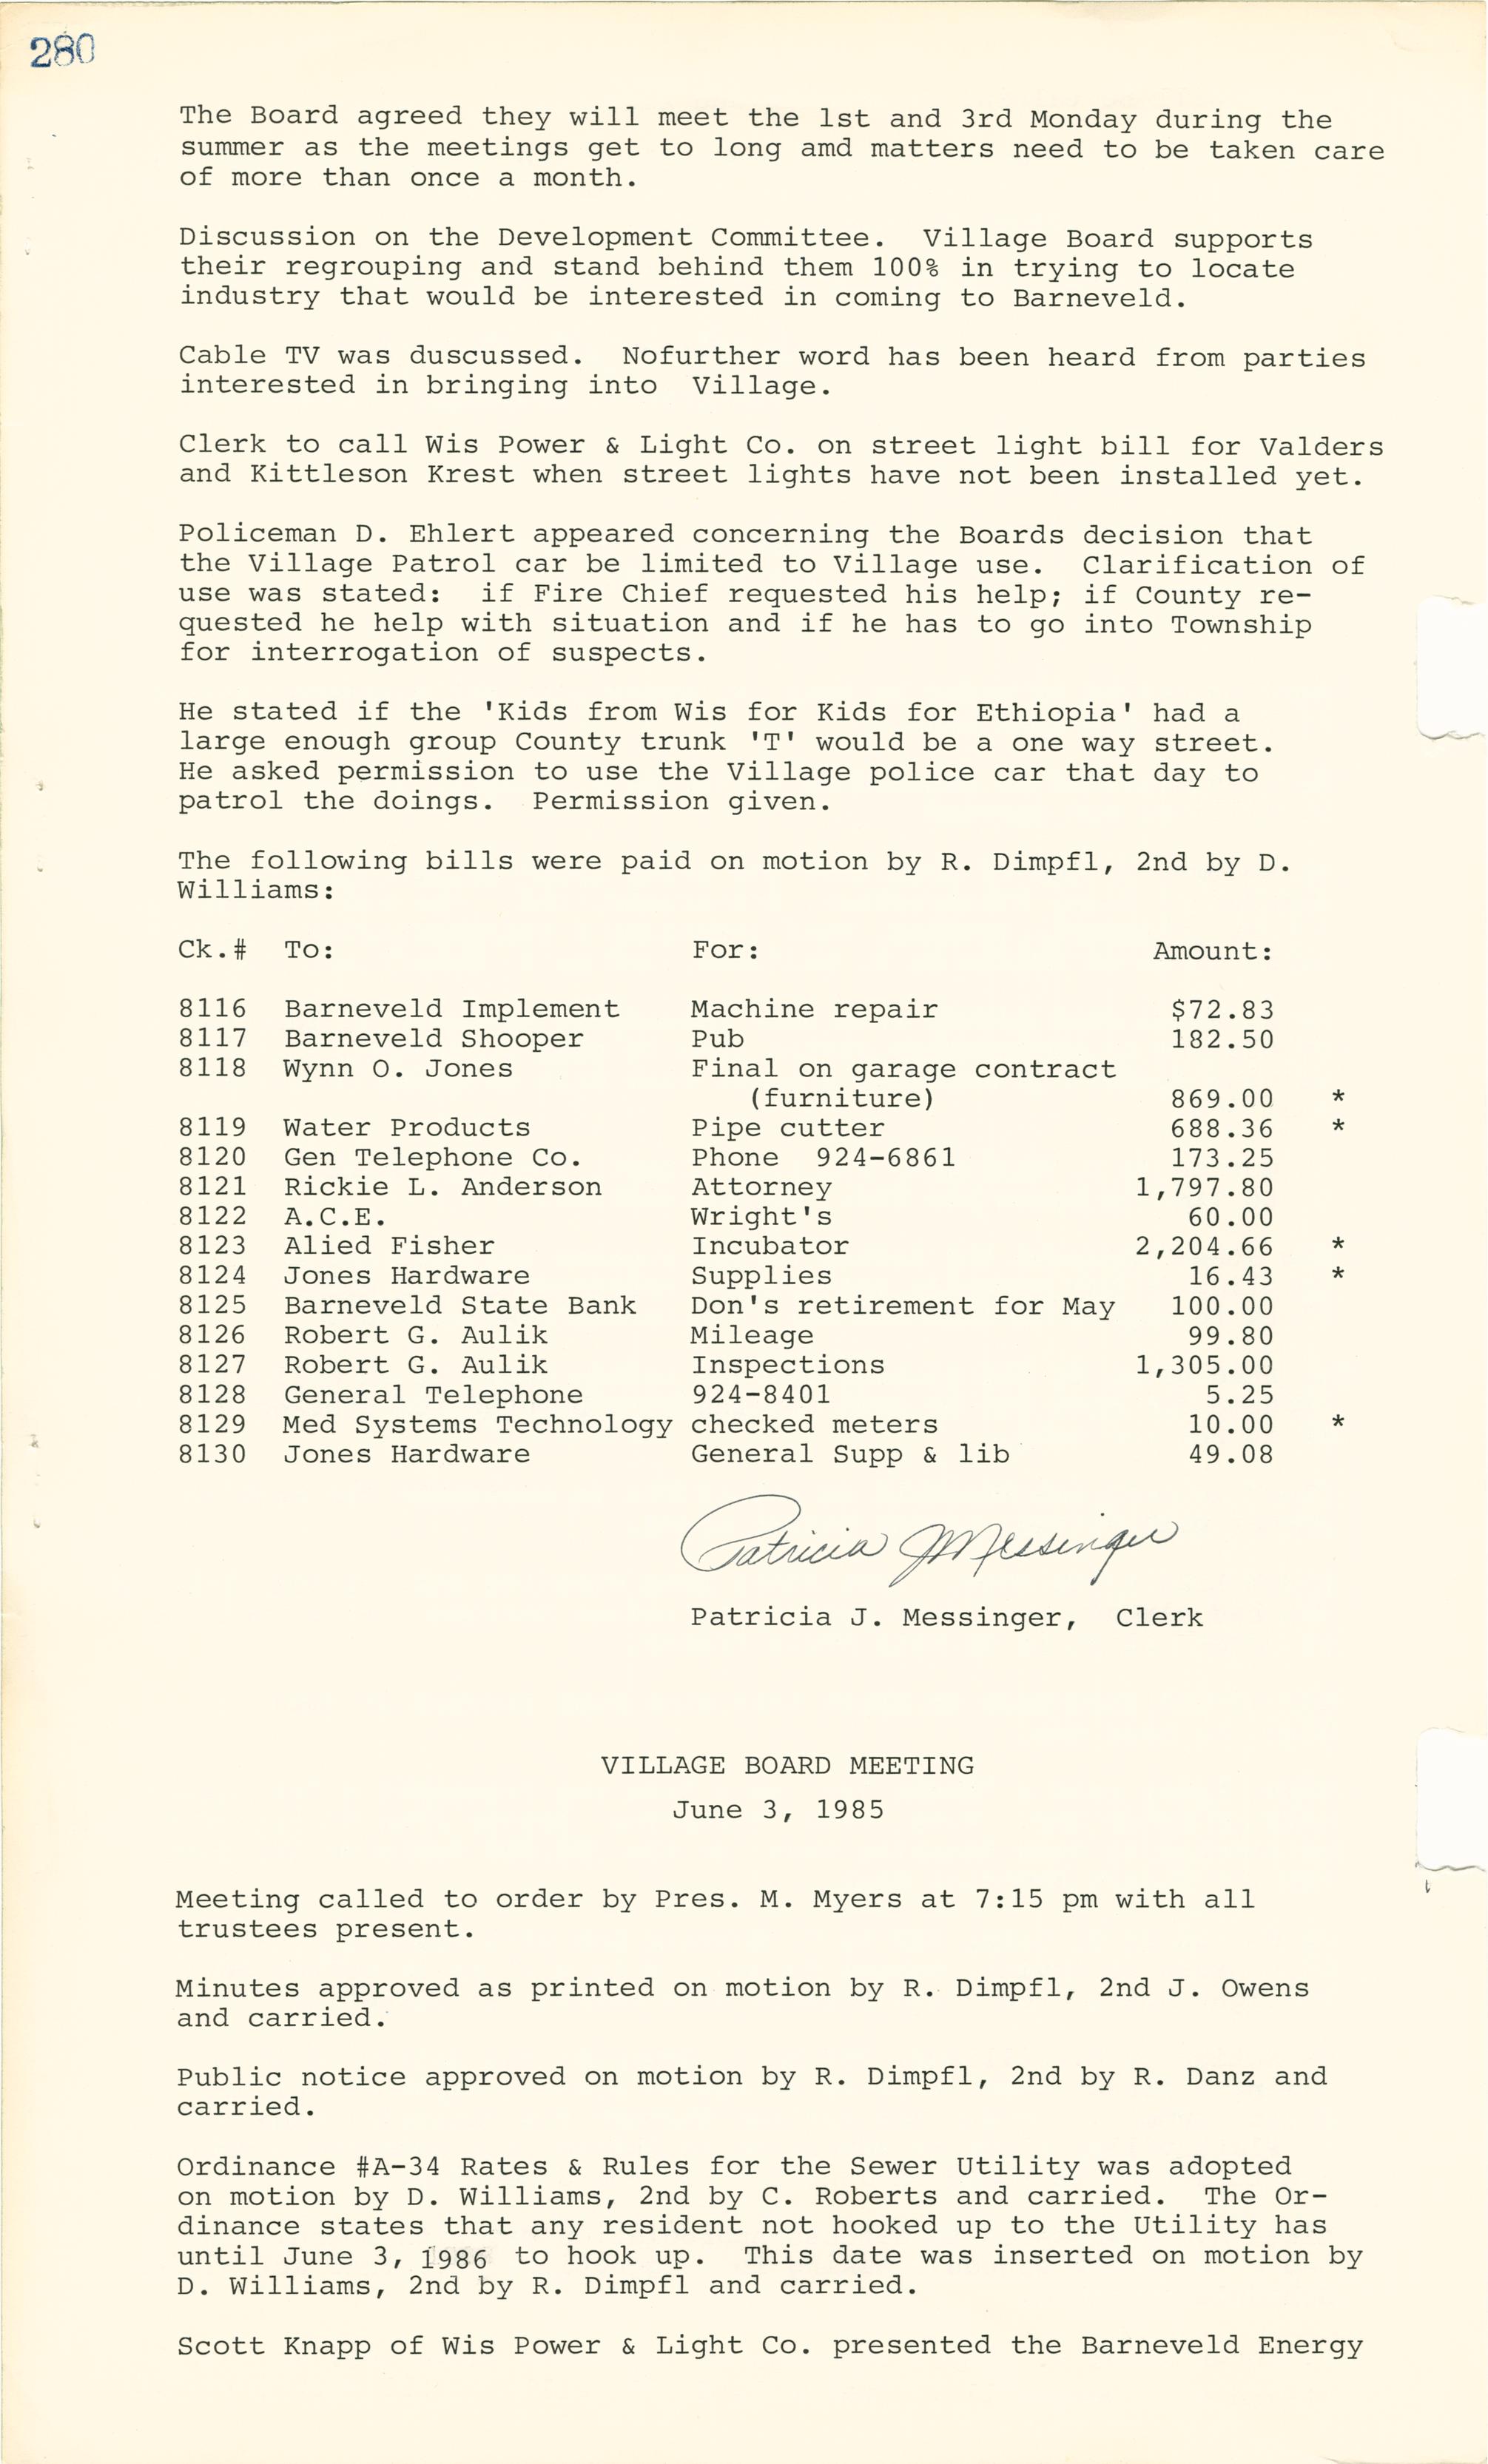 280
The Board agreed they will meet the 1st and 3rd Monday during the
summer as the meetings get to long amd matters need to be taken care
of more than once a month.
Discussion on the Development Committee.  Village Board supports
their regrouping and stand behind them 100% in trying to locate
industry that would be interested in coming to Barneveld.
Cable TV was duscussed.  Nofurther word has been heard from parties
interested in bringing into  Village.
Clerk to call Wis Power & Light Co. on street light bill for Valders
and Kittleson Krest when street lights have not been installed yet.
Policeman D. Ehlert appeared concerning the Boards decision that
the Village Patrol car be limited to Village use.  Clarification of
use was stated:  if Fire Chief requested his help; if County re-
quested he help with situation and if he has to go into Township
for interrogation of suspects.
He stated if the 'Kids from Wis for Kids for Ethiopia' had a
large enough group County trunk 'T' would be a one way street.
He asked permission to use the Village police car that day to
patrol the doings.  Permission given.
The following bills were paid on motion by R. Dimpfl, 2nd by D.
Williams:
Ck.#  To:  For:  Amount:
8116  Barneveld Implement  Machine repair  $72.83
8117  Barneveld Shooper  Pub  182.50
8118  Wynn O. Jones  Final on garage contract
(furniture)  869.00  *
8119  Water Products  Pipe cutter  688.36  *
8120  Gen Telephone Co.  Phone  924-6861  173.25
8121  Rickie L. Anderson  Attorney  1,797.80
8122  A.C.E.  Wright's  60.00
8123  Alied Fisher  Incubator  2,204.66  *
8124  Jones Hardware  Supplies  16.43  *
8125  Barneveld State Bank  Don's retirement for May  100.00
8126  Robert G. Aulik  Mileage  99.80
8127  Robert G. Aulik  Inspections  1,305.00
8128  General Telephone  924-8401  5.25
8129  Med Systems Technology  checked meters  10.00  *
8130  Jones Hardware  General Supp & lib  49.08
Patricia J Messinger
Patricia J. Messinger,  Clerk
VILLAGE BOARD MEETING
June 3, 1985
Meeting called to order by Pres. M. Myers at 7:15 pm with all
trustees present.
Minutes approved as printed on motion by R. Dimpfl, 2nd J. Owens
and carried.
Public notice approved on motion by R. Dimpfl, 2nd by R. Danz and
carried.
Ordinance #A-34 Rates & Rules for the Sewer Utility was adopted
on motion by D. Williams, 2nd by C. Roberts and carried.  The Or-
dinance states that any resident not hooked up to the Utility has
until June 3, 1986 to hook up.  This date was inserted on motion by
D. Williams, 2nd by R. Dimpfl and carried.
Scott Knapp of Wis Power & Light Co. presented the Barneveld Energy